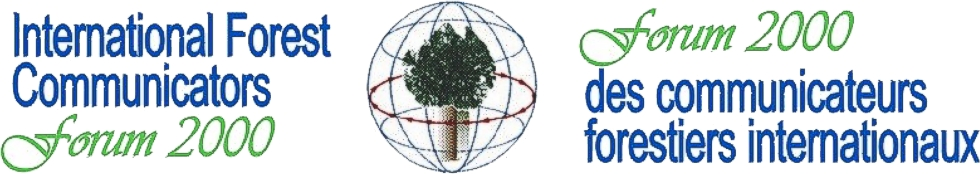 International Forest
Communicators
Forum 2000
Forum 2000
des communicateurs
forestiers internationaux